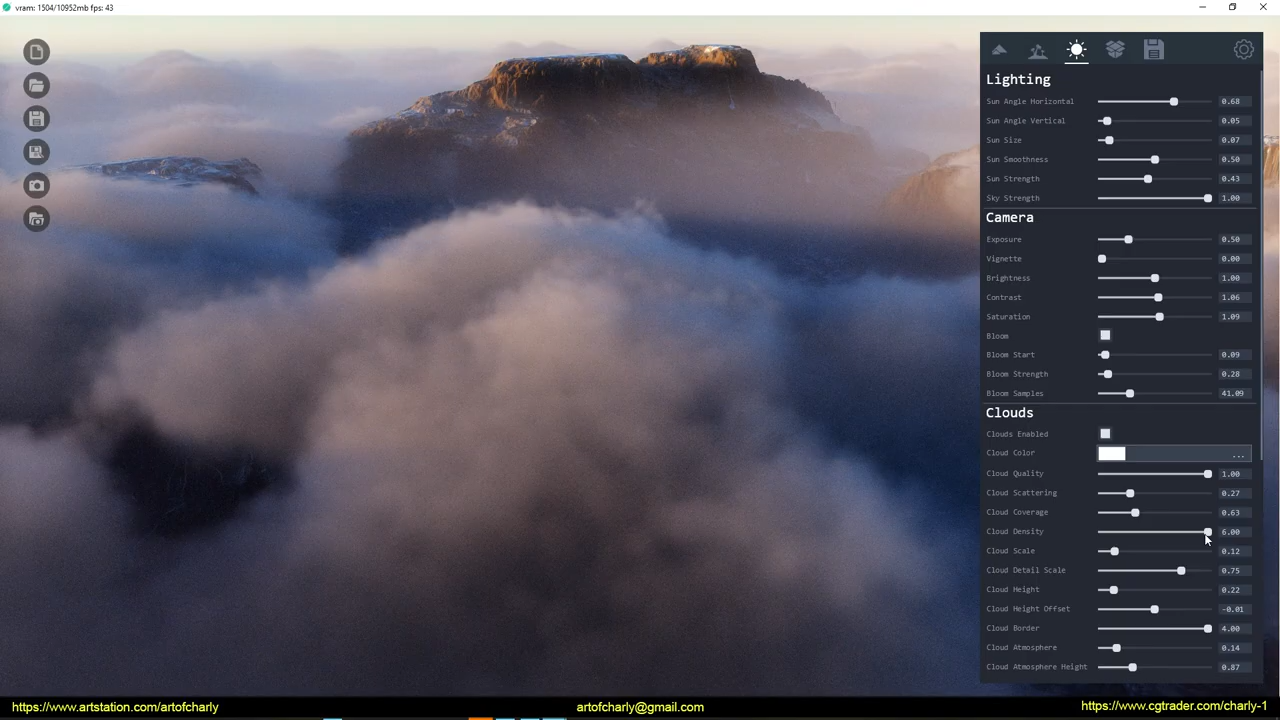 vram: 1504/10952mb fps: 43
Lighting
Sun Angle Horizontal 0.68
Sun Angle Vertical 0.05
Sun Size 0.07
Sun Smoothness 0.50
Sun Strength 0.43
Sky Strength 1.00
Camera
Exposure 0.50
Vignette 0.00
Brightness 1.00
Contrast 1.06
Saturation 1.09
Bloom
Bloom Start 0.09
Bloom Strength 0.28
Bloom Samples 41.09
Clouds
Clouds Enabled
Cloud Color ...
Cloud Quality 1.00
Cloud Scattering 0.27
Cloud Coverage 0.63
Cloud Density 6.00
Cloud Scale 0.12
Cloud Detail Scale 0.75
Cloud Height 0.22
Cloud Height Offset -0.01
Cloud Border 4.00
Cloud Atmosphere 0.14
Cloud Atmosphere Height 0.87
https://www.artstation.com/artofcharly artofcharly@gmail.com https://www.cgtrader.com/charly-1